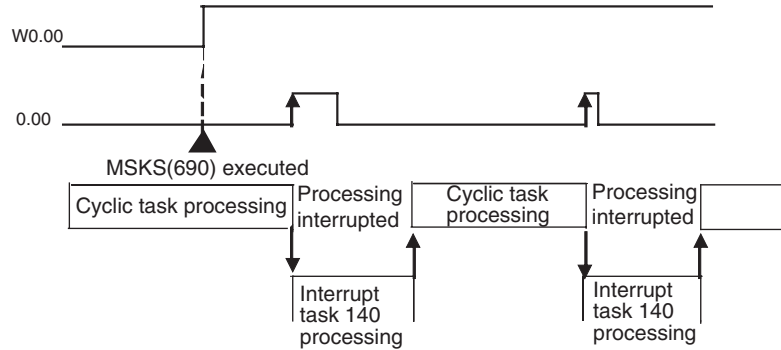 W0.00
0.00
MSKS(690) executed
Cyclic task processing
Processing
interrupted
Cyclic task
processing
Processing
interrupted
Interrupt
task 140
processing
Interrupt
task 140
processing